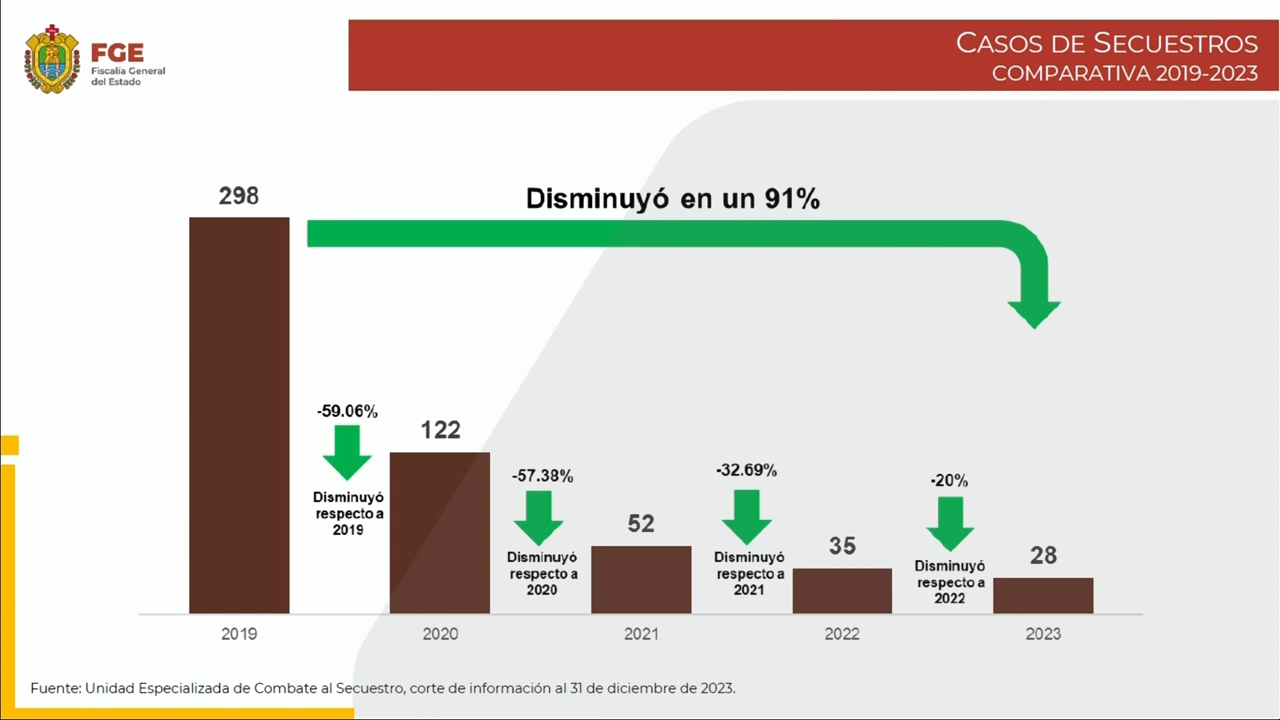 FGE
Fiscalía General
del Estado
CASOS DE SECUESTROS
COMPARATIVA 2019-2023
Disminuyó en un 91%
298
-59.06%
Disminuyó
respecto a
2019
122
-57.38%
Disminuyó
respecto a
2020
52
-32.69%
Disminuyó
respecto a
2021
35
-20%
Disminuyó
respecto a
2022
28
2019
2020
2021
2022
2023
Fuente: Unidad Especializada de Combate al Secuestro, corte de información al 31 de diciembre de 2023.